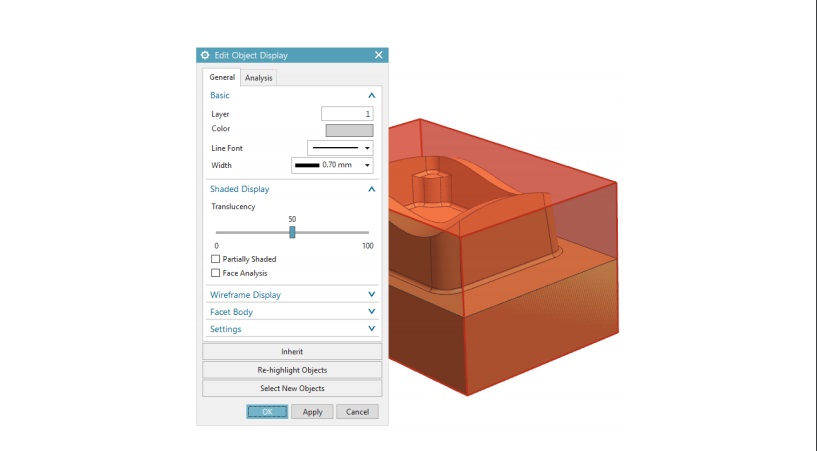 Edit Object Display
General Analysis
Basic
Layer 1
Color
Line Font
Width 0.70 mm
Shaded Display
Translucency
50
0 100
Partially Shaded
Face Analysis
Wireframe Display
Facet Body
Settings
Inherit
Re-highlight Objects
Select New Objects
OK Apply Cancel